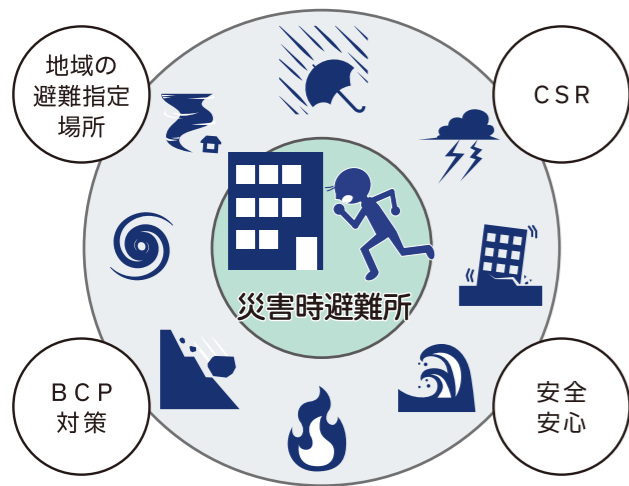 地域の
避難指定
場所
CSR
災害時避難所
BCP
対策
安全
安心